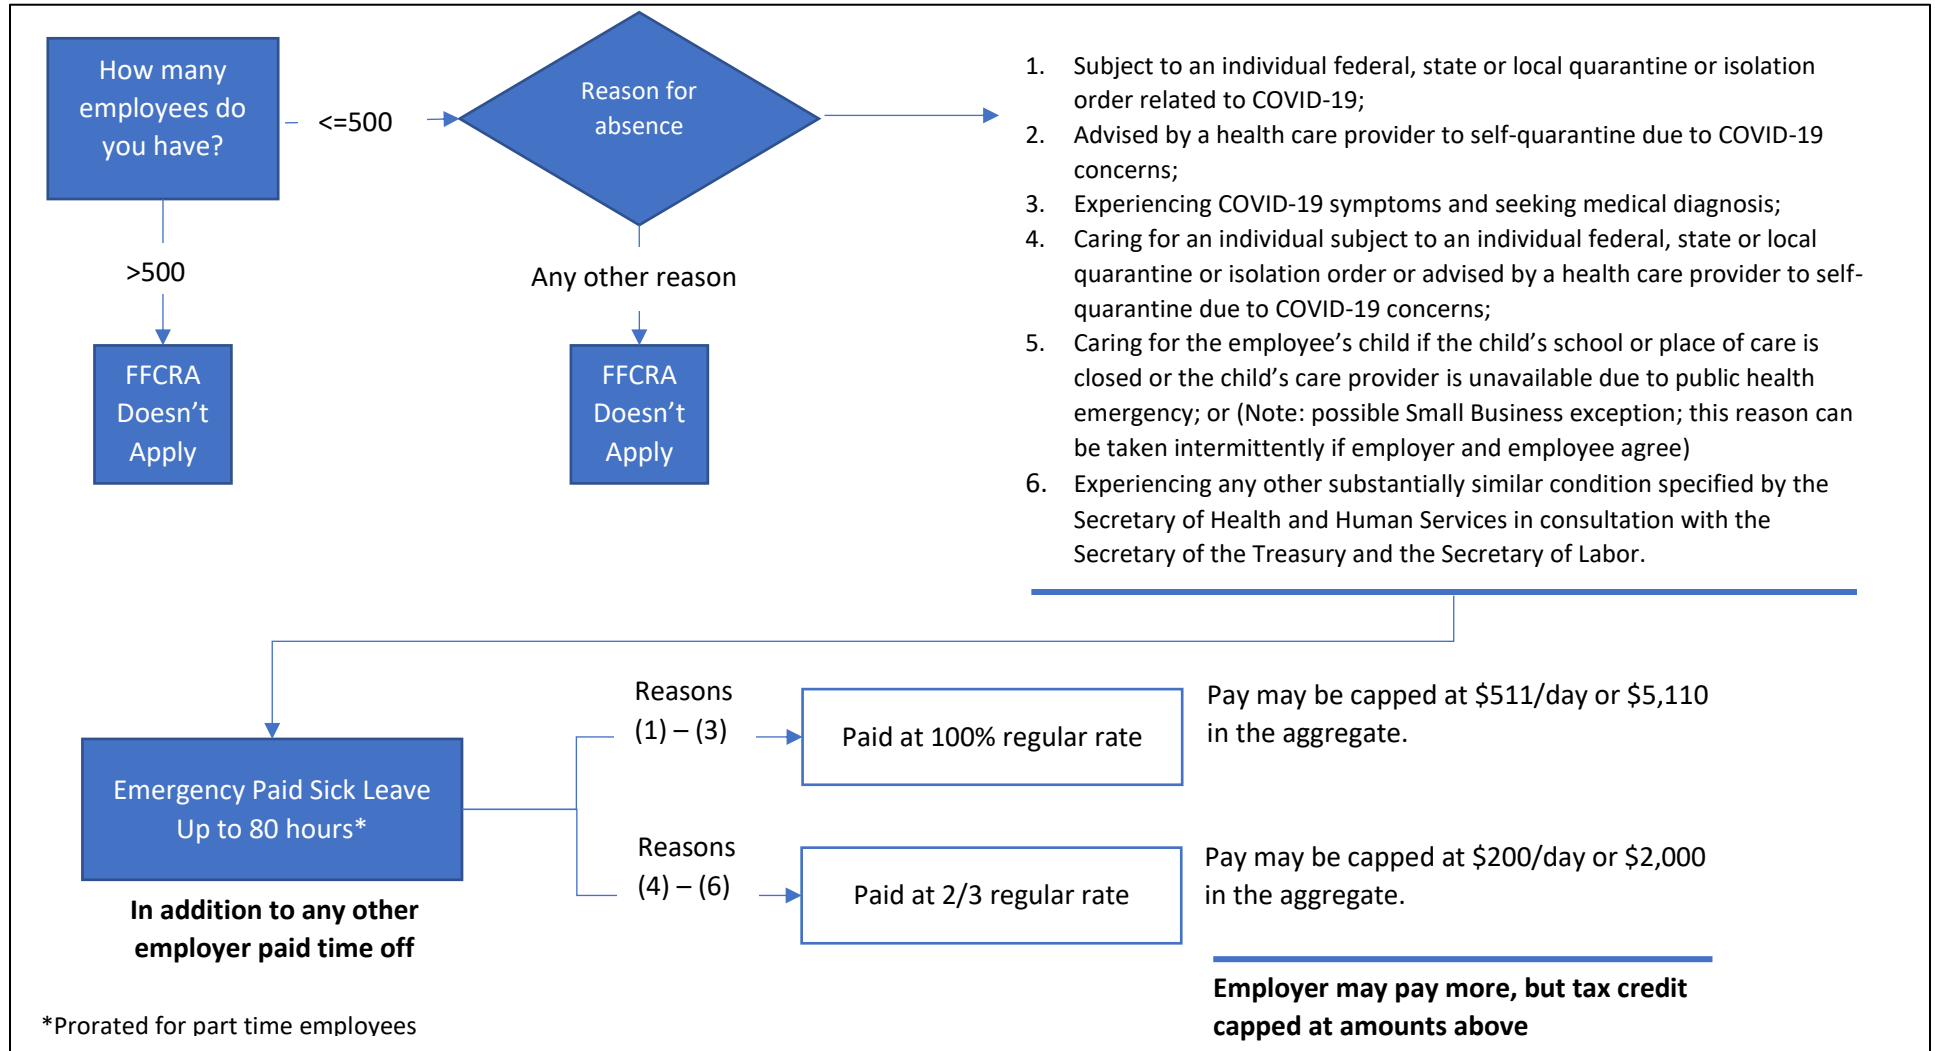 How many
employees do
you have?
<=500
Reason for
absence
>500
Any other reason
FFCRA
Doesn’t
Apply
FFCRA
Doesn’t
Apply
1. Subject to an individual federal, state or local quarantine or isolation
order related to COVID-19;
2. Advised by a health care provider to self-quarantine due to COVID-19
concerns;
3. Experiencing COVID-19 symptoms and seeking medical diagnosis;
4. Caring for an individual subject to an individual federal, state or local
quarantine or isolation order or advised by a health care provider to self-
quarantine due to COVID-19 concerns;
5. Caring for the employee’s child if the child’s school or place of care is
closed or the child’s care provider is unavailable due to public health
emergency; or (Note: possible Small Business exception; this reason can
be taken intermittently if employer and employee agree)
6. Experiencing any other substantially similar condition specified by the
Secretary of Health and Human Services in consultation with the
Secretary of the Treasury and the Secretary of Labor.
Emergency Paid Sick Leave
Up to 80 hours*
In addition to any other
employer paid time off
*Prorated for part time employees
Reasons
(1) – (3)
Paid at 100% regular rate
Pay may be capped at $511/day or $5,110
in the aggregate.
Reasons
(4) – (6)
Paid at 2/3 regular rate
Pay may be capped at $200/day or $2,000
in the aggregate.
Employer may pay more, but tax credit
capped at amounts above